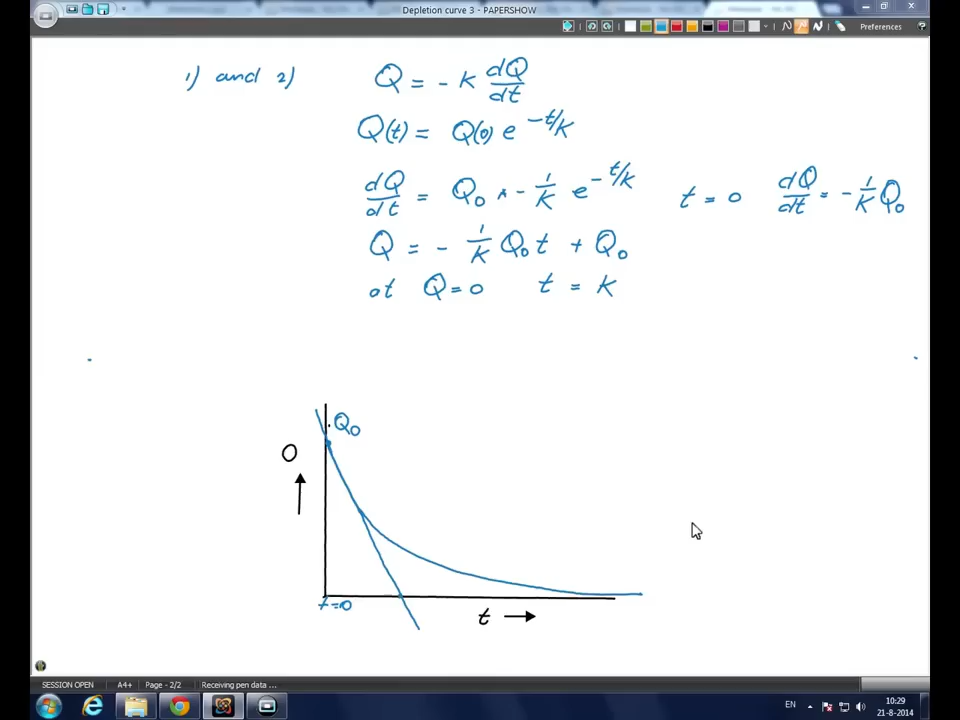 Depletion curve 3 - PAPERSHOW
Preferences
1) and 2) Q = - K dQ/dt
Q(t) = Q(0) e^-t/K
dQ/dt = Q0 * - 1/K e^-t/K t = 0 dQ/dt = - 1/K Q0
Q = - 1/K Q0 t + Q0
at Q = 0 t = K
Q0
O
t=0
t
SESSION OPEN A4+ Page - 2/2 Receiving pen data ...
EN 10:29
21-8-2014